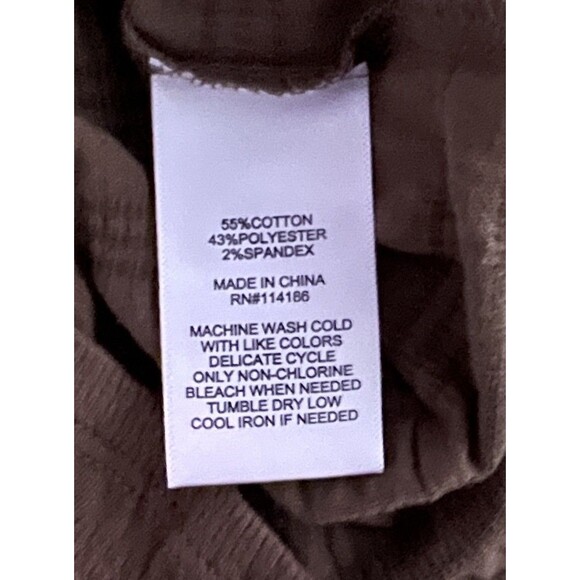 55%COTTON
43%POLYESTER
2%SPANDEX
MADE IN CHINA
RN#114186
MACHINE WASH COLD
WITH LIKE COLORS
DELICATE CYCLE
ONLY NON-CHLORINE
BLEACH WHEN NEEDED
TUMBLE DRY LOW
COOL IRON IF NEEDED